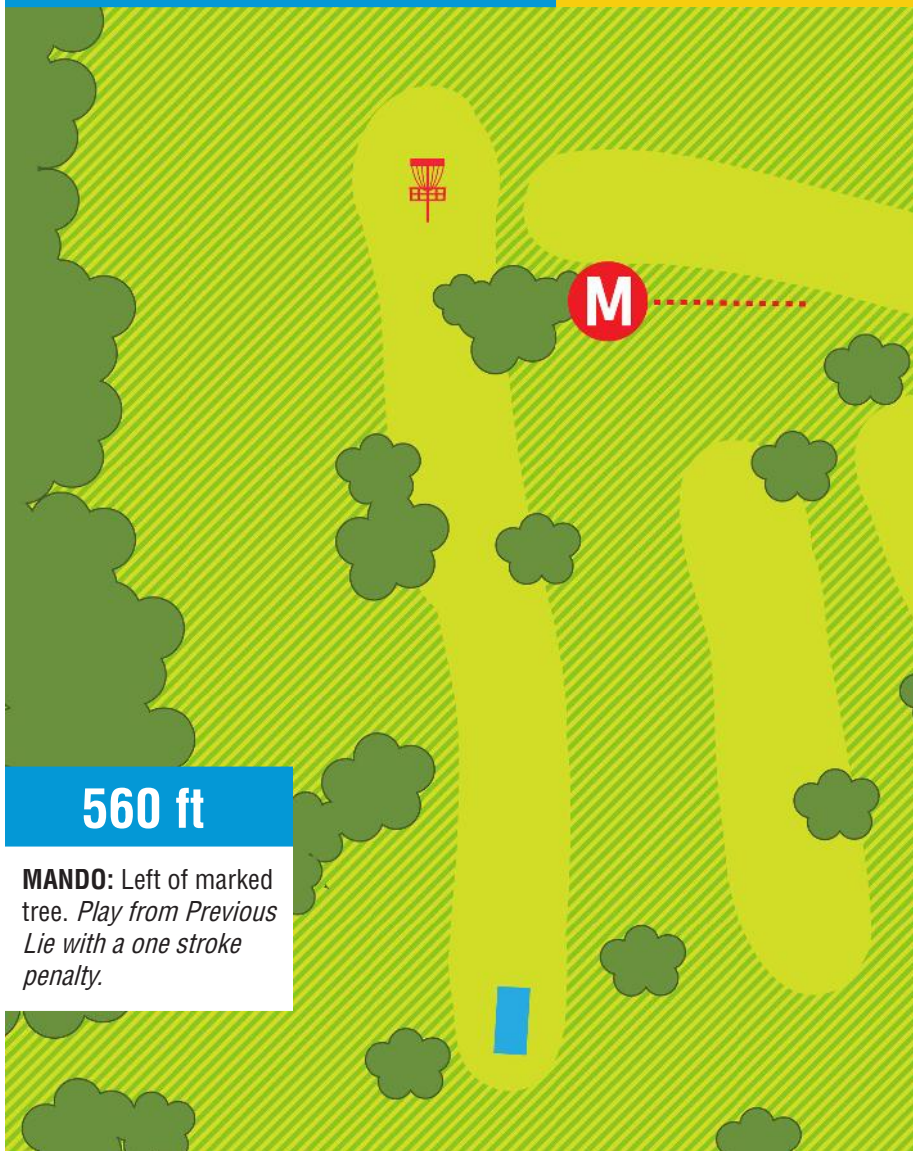 M
560 ft
MANDO: Left of marked
tree. Play from Previous
Lie with a one stroke
penalty.